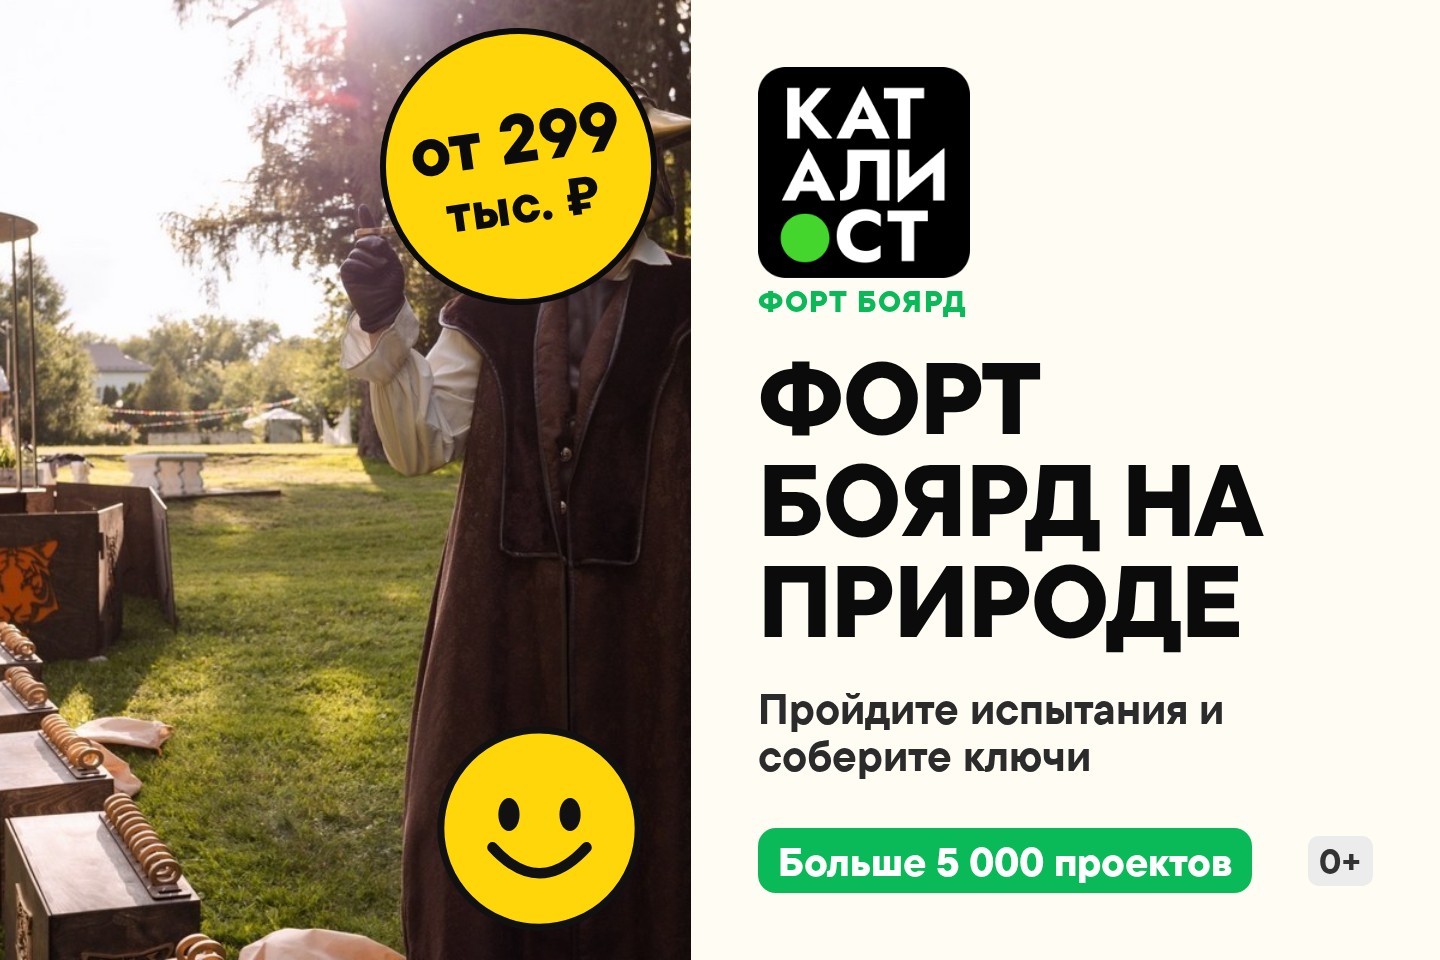 от 299
тыс. ₽
КАТ
АЛИ
СТ
ФОРТ БОЯРД
ФОРТ
БОЯРД НА
ПРИРОДЕ
Пройдите испытания и
соберите ключи
Больше 5 000 проектов
0+